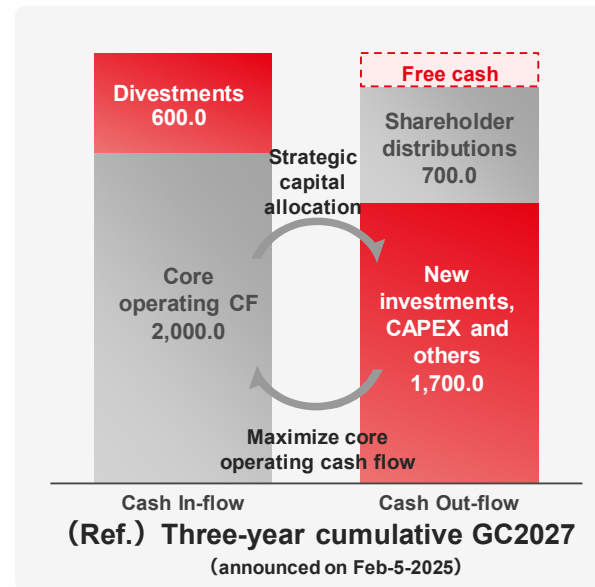 Divestments
600.0
Free cash
Shareholder
distributions
700.0
Strategic
capital
allocation
Core
operating CF
2,000.0
New
investments,
CAPEX and
others
1,700.0
Maximize core
operating cash flow
Cash In-flow
Cash Out-flow
（Ref.）Three-year cumulative GC2027
(announced on Feb-5-2025）